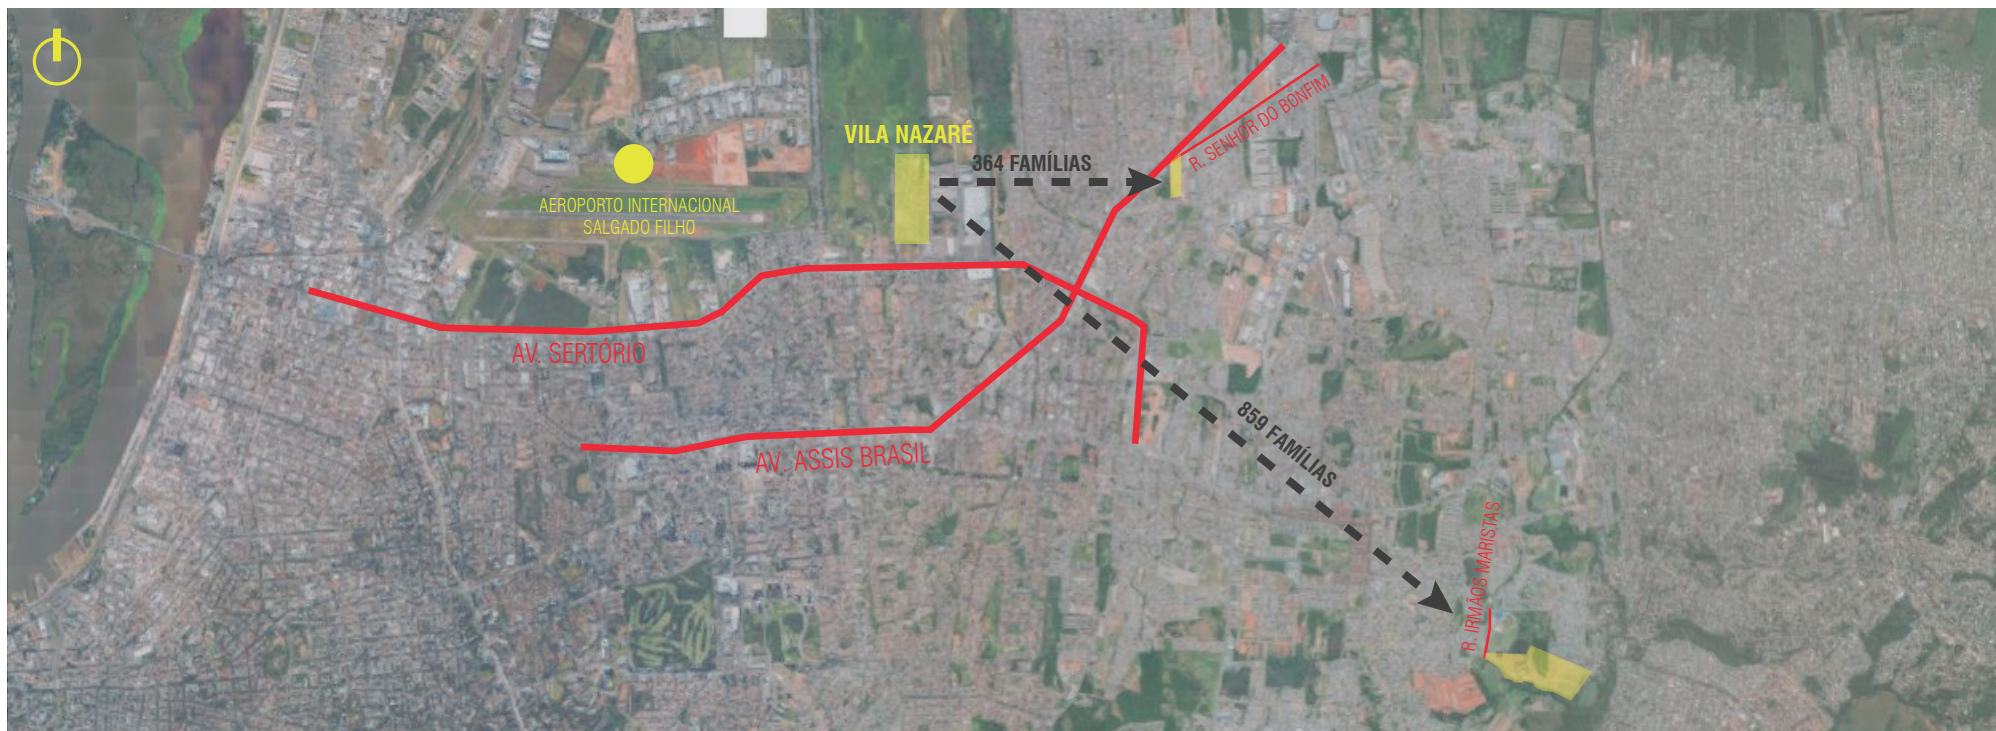 VILA NAZARÉ
364 FAMÍLIAS
R. SENHOR DO BONFIM
AEROPORTO INTERNACIONAL
SALGADO FILHO
AV. SERTÓRIO
AV. ASSIS BRASIL
859 FAMÍLIAS
R. IRMÃOS MARISTAS